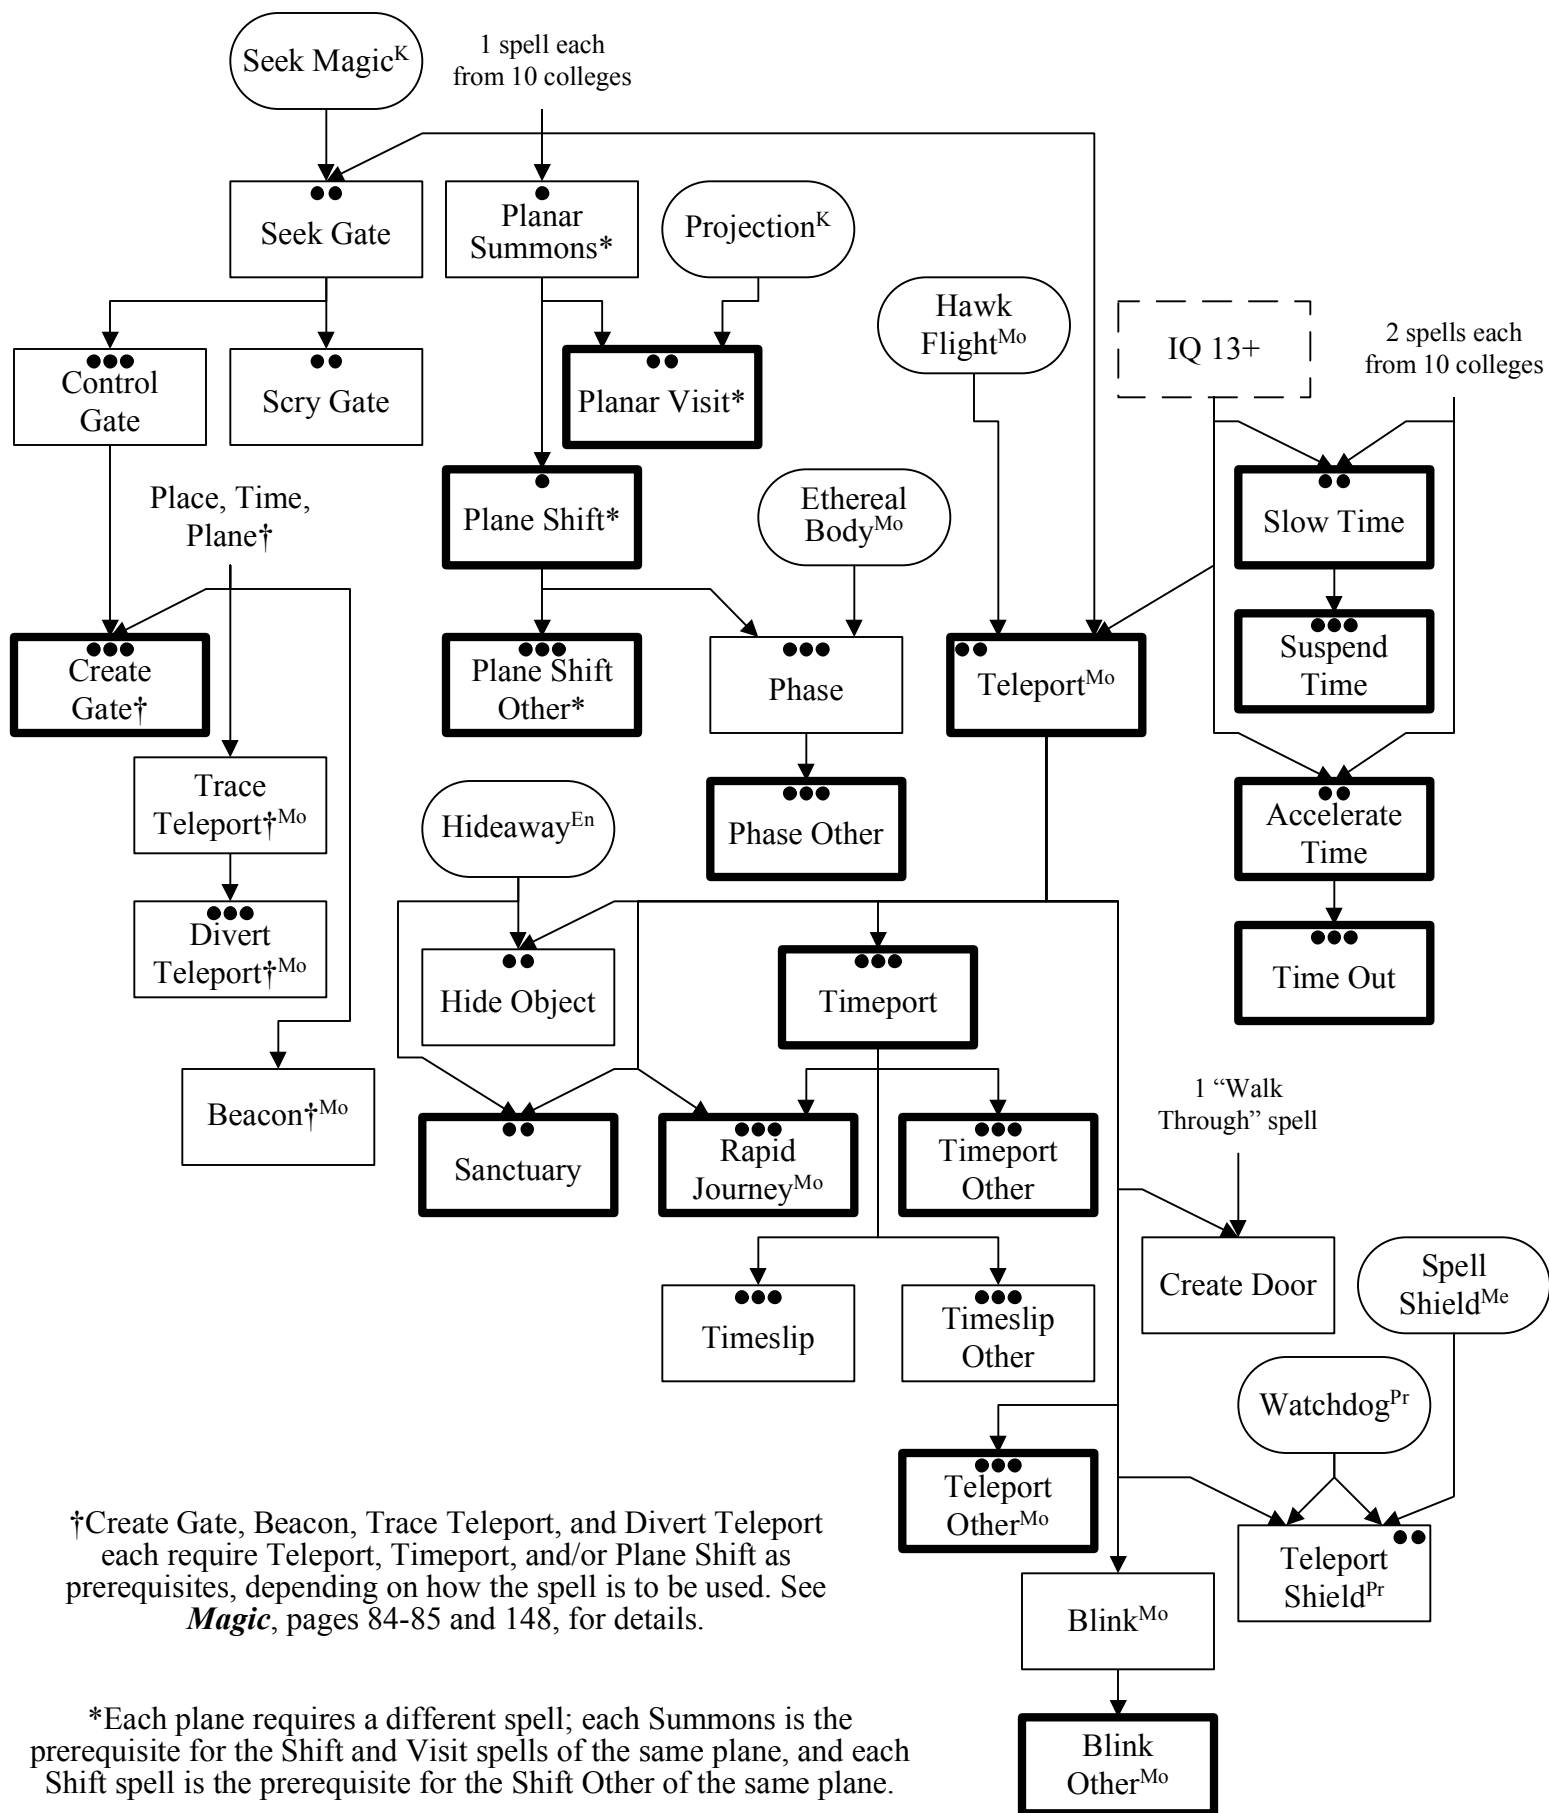 Seek Magic^K
1 spell each
from 10 colleges
Seek Gate
Planar
Summons*
Projection^K
Hawk
Flight^Mo
IQ 13+
2 spells each
from 10 colleges
Control
Gate
Scry Gate
Planar Visit*
Place, Time,
Plane†
Plane Shift*
Ethereal
Body^Mo
Slow Time
Create
Gate†
Plane Shift
Other*
Phase
Teleport^Mo
Suspend
Time
Trace
Teleport†^Mo
Hideaway^En
Phase Other
Accelerate
Time
Divert
Teleport†^Mo
Hide Object
Timeport
Time Out
Beacon†^Mo
Sanctuary
Rapid
Journey^Mo
Timeport
Other
1 “Walk
Through” spell
Timeslip
Timeslip
Other
Create Door
Spell
Shield^Me
Watchdog^Pr
Teleport
Other^Mo
Teleport
Shield^Pr
†Create Gate, Beacon, Trace Teleport, and Divert Teleport
each require Teleport, Timeport, and/or Plane Shift as
prerequisites, depending on how the spell is to be used. See
Magic, pages 84-85 and 148, for details.
Blink^Mo
*Each plane requires a different spell; each Summons is the
prerequisite for the Shift and Visit spells of the same plane, and each
Shift spell is the prerequisite for the Shift Other of the same plane.
Blink
Other^Mo